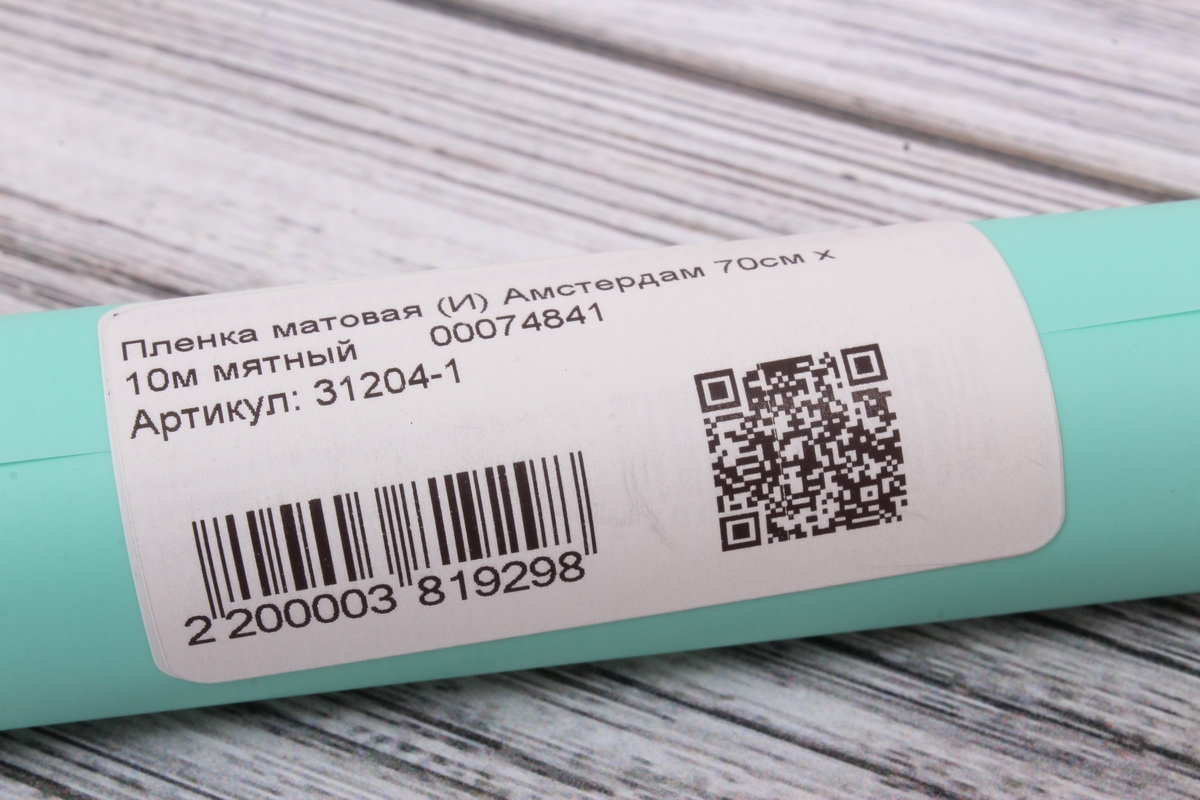 Пленка матовая (И) Амстердам 70см х
10м мятный 00074841
Артикул: 31204-1
2 200003 819298